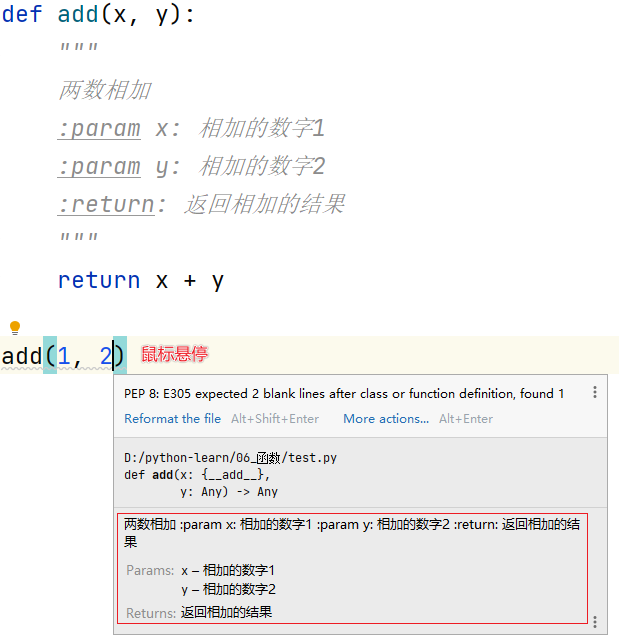 def add(x, y):
"""
两数相加
:param x: 相加的数字1
:param y: 相加的数字2
:return: 返回相加的结果
"""
return x + y
add(1, 2) 鼠标悬停
PEP 8: E305 expected 2 blank lines after class or function definition, found 1
Reformat the file Alt+Shift+Enter More actions... Alt+Enter
D:/python-learn/06_函数/test.py
def add(x: {__add__},
y: Any) -> Any
两数相加 :param x: 相加的数字1 :param y: 相加的数字2 :return: 返回相加的结
果
Params: x – 相加的数字1
y – 相加的数字2
Returns: 返回相加的结果